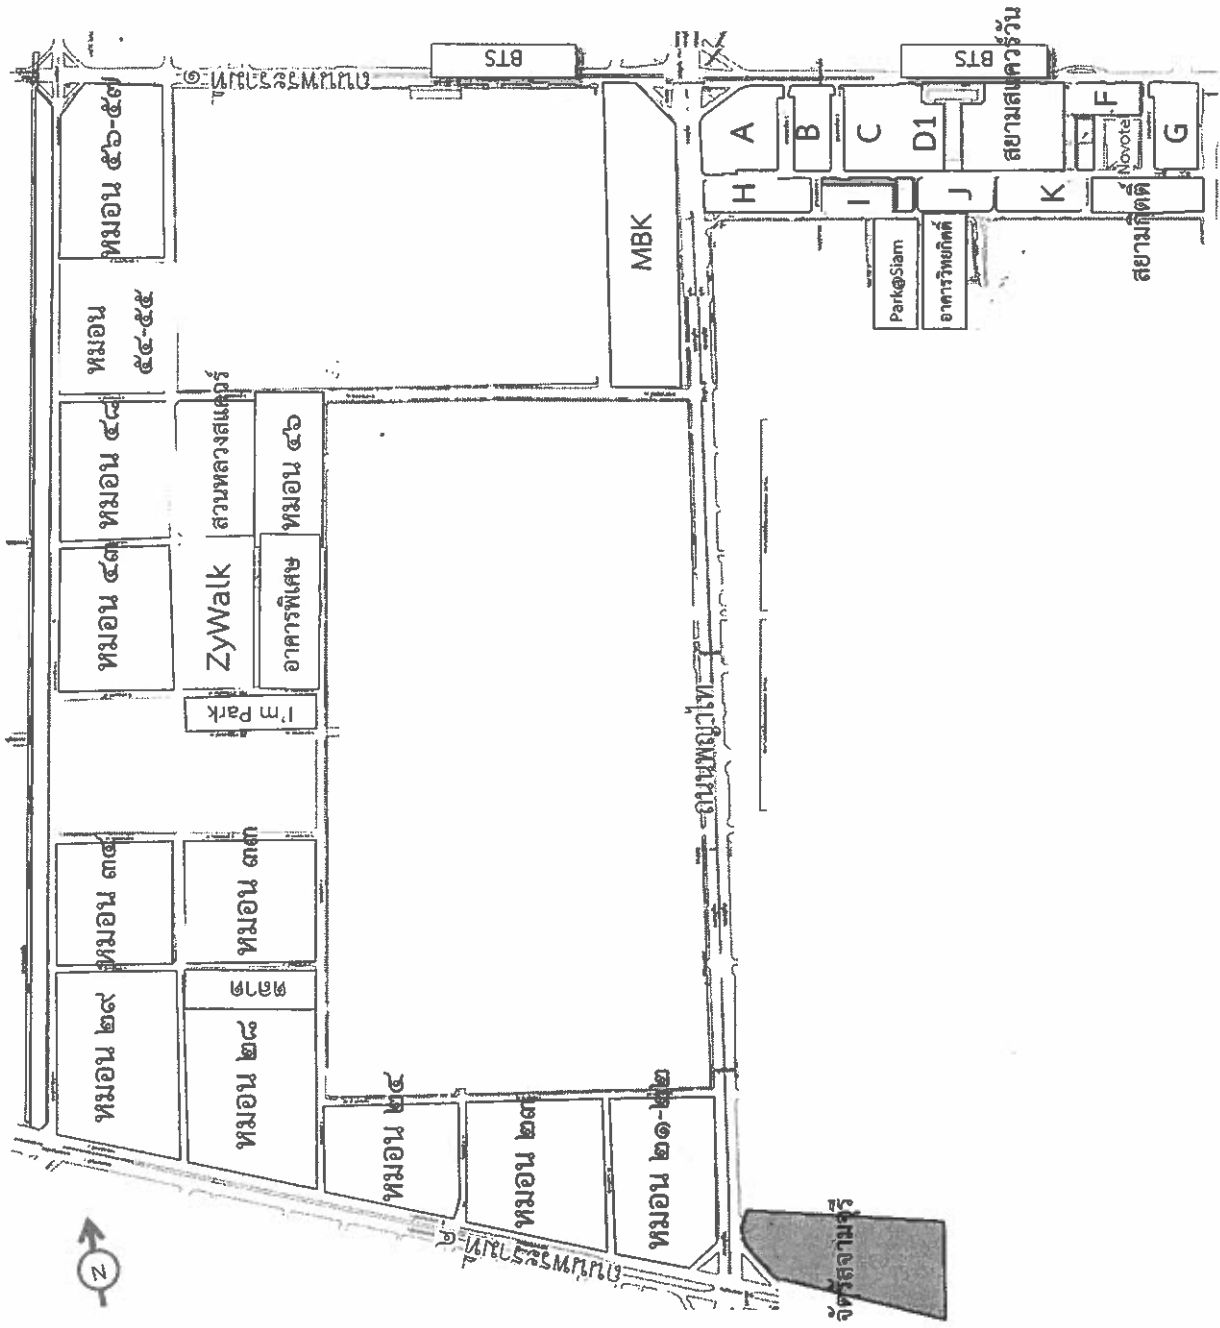 BTS
BTS
ถนนพระรามที่ ๑
หมอน ๕๖-๕๗
A
B
C
D1
สยามสแควร์วัน
F
Novote
G
H
I
J
K
สยามกิตติ์
MBK
Park@Siam
อาคารวิทยกิตติ์
หมอน
๕๔-๕๕
หมอน ๔๘
สวนหลวงสแควร์
หมอน ๔๖
หมอน ๔๓
ZyWalk
อาคารพิเศษ
I'm Park
ถนนพญาไท
หมอน ๓๔
หมอน ๓๓
หมอน ๒๙
ตลาด
หมอน ๒๘
หมอน ๒๔
หมอน ๒๓
หมอน ๒๑-๒๒
ถนนพระรามที่ ๔
จัตุรัสจามจุรี
N